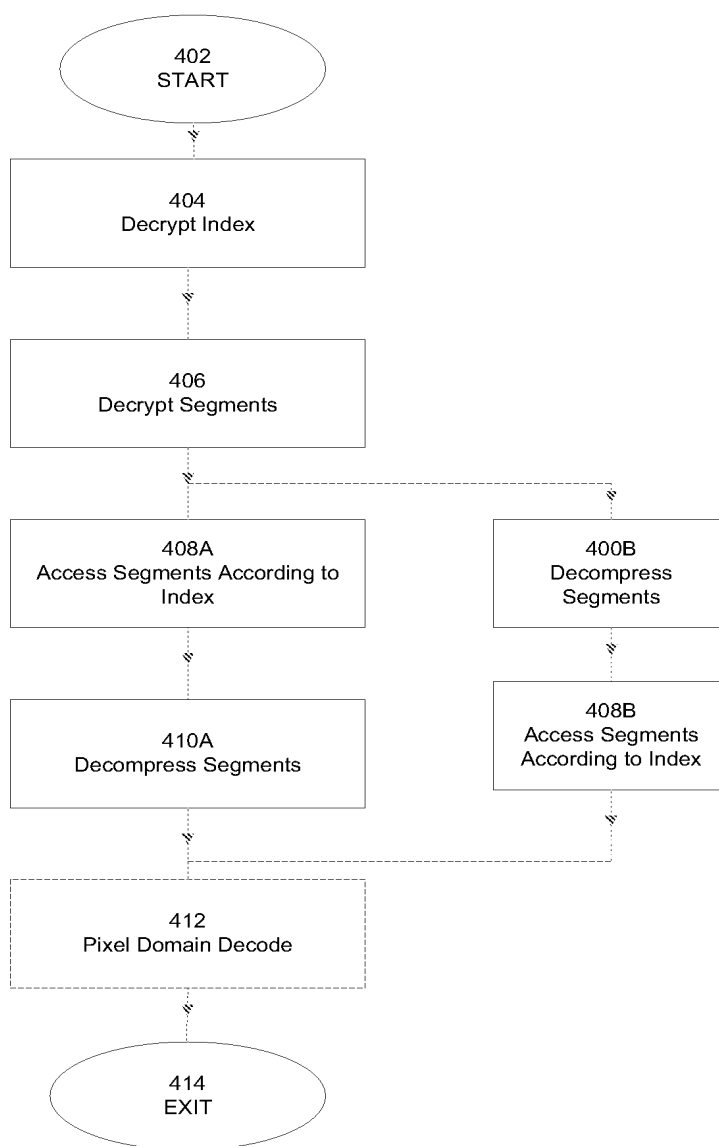 402
START
404
Decrypt Index
406
Decrypt Segments
408A
Access Segments According to
Index
400B
Decompress
Segments
410A
Decompress Segments
408B
Access Segments
According to Index
412
Pixel Domain Decode
414
EXIT